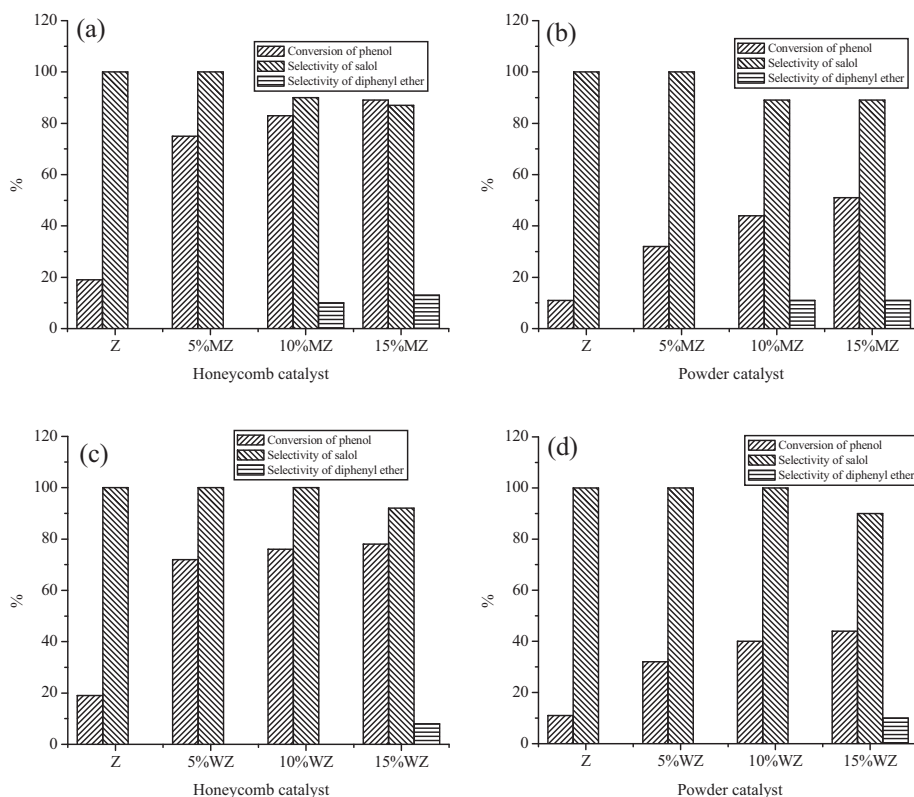 (a)
Conversion of phenol
Selectivity of salol
Selectivity of diphenyl ether
120
100
80
60
40
20
0
%
Z 5%MZ 10%MZ 15%MZ
Honeycomb catalyst
(b)
Conversion of phenol
Selectivity of salol
Selectivity of diphenyl ether
120
100
80
60
40
20
0
%
Z 5%MZ 10%MZ 15%MZ
Powder catalyst
(c)
Conversion of phenol
Selectivity of salol
Selectivity of diphenyl ether
120
100
80
60
40
20
0
%
Z 5%WZ 10%WZ 15%WZ
Honeycomb catalyst
(d)
Conversion of phenol
Selectivity of salol
Selectivity of diphenyl ether
120
100
80
60
40
20
0
%
Z 5%WZ 10%WZ 15%WZ
Powder catalyst